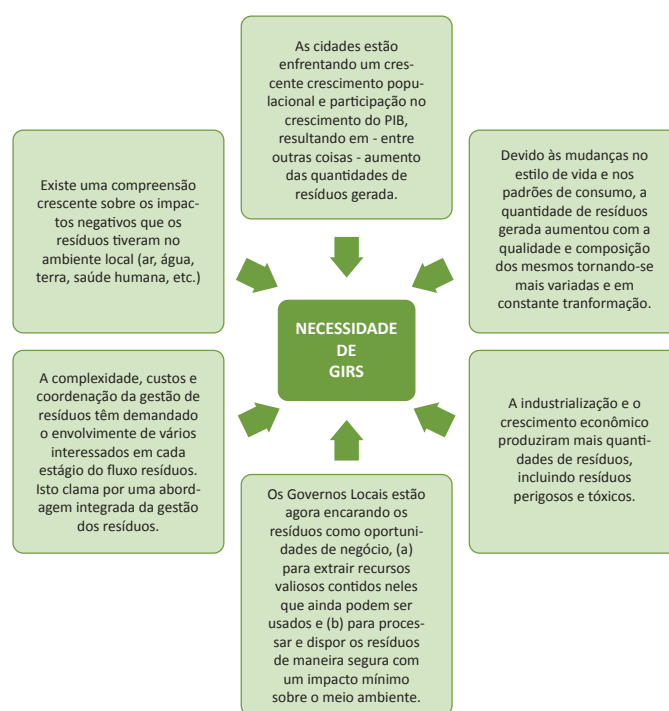 As cidades estão
enfrentando um cres-
cente crescimento popu-
lacional e participação no
crescimento do PIB,
resultando em - entre
outras coisas - aumento
das quantidades de
resíduos gerada.
Existe uma compreensão
crescente sobre os impac-
tos negativos que os
resíduos tiveram no
ambiente local (ar, água,
terra, saúde humana, etc.)
Devido às mudanças no
estilo de vida e nos
padrões de consumo, a
quantidade de resíduos
gerada aumentou com a
qualidade e composição
dos mesmos tornando-se
mais variadas e em
constante tranformação.
NECESSIDADE
DE
GIRS
A complexidade, custos e
coordenação da gestão de
resíduos têm demandado
o envolvimento de vários
interessados em cada
estágio do fluxo resíduos.
Isto clama por uma abord-
agem integrada da gestão
dos resíduos.
A industrialização e o
crescimento econômico
produziram mais quanti-
dades de resíduos,
incluindo resíduos
perigosos e tóxicos.
Os Governos Locais estão
agora encarando os
resíduos como oportuni-
dades de negócio, (a)
para extrair recursos
valiosos contidos neles
que ainda podem ser
usados e (b) para proces-
sar e dispor os resíduos
de maneira segura com
um impacto mínimo
sobre o meio ambiente.